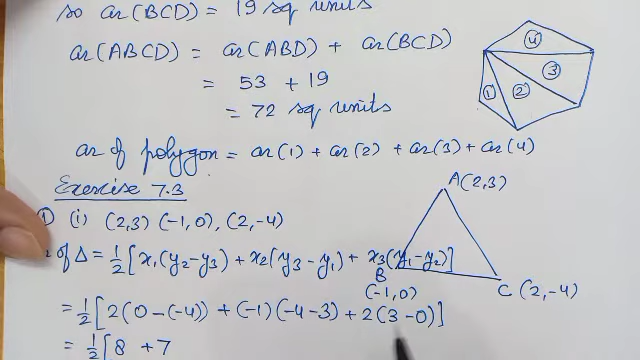 so ar(BCD) = 19 sq units
ar(ABCD) = ar(ABD) + ar(BCD)
= 53 + 19
= 72 sq units
① ② ③ ④
ar of polygon = ar(1) + ar(2) + ar(3) + ar(4)
Exercise 7.3
① (i) (2,3) (-1,0), (2,-4)
A(2,3)
B
(-1,0)
C (2,-4)
of Δ = 1/2 [x₁(y₂-y₃) + x₂(y₃-y₁) + x₃(y₁-y₂)]
= 1/2 [2(0-(-4)) + (-1)(-4-3) + 2(3-0)]
= 1/2 [8 + 7